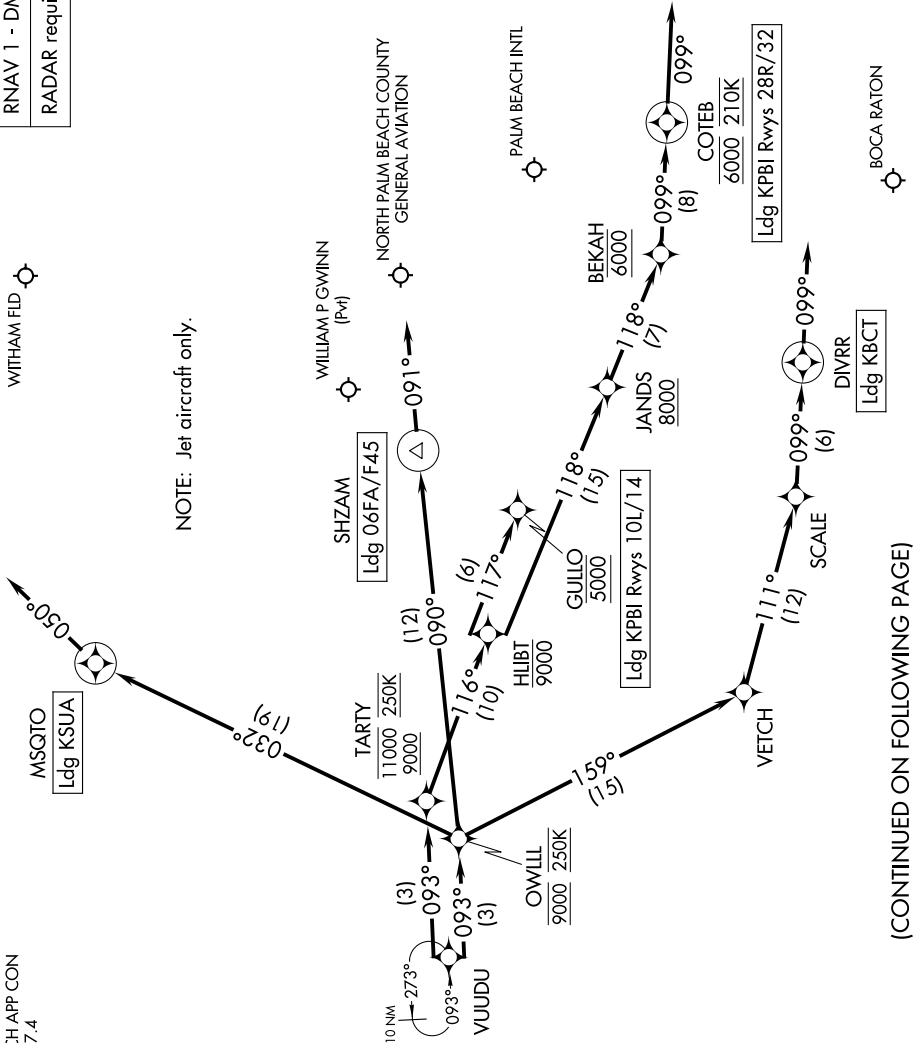 RNAV 1 - DM
RADAR requi
CH APP CON
7.4
WITHAM FLD
NOTE: Jet aircraft only.
MSQTO
Ldg KSUA
050°
032°
(19)
WILLIAM P GWINN
(Pvt)
NORTH PALM BEACH COUNTY
GENERAL AVIATION
SHZAM
Ldg 06FA/F45
091°
(12)
090°
PALM BEACH INTL
TARTY
11000 250K
9000
116°
(10)
(6)
117°
GULLO
5000
Ldg KPBI Rwys 10L/14
HLIBT
9000
118°
(15)
JANDS
8000
118°
(7)
BEKAH
6000
099°
(8)
COTEB
6000 210K
Ldg KPBI Rwys 28R/32
099°
10 NM
273°
093°
VUUDU
(3)
093°
093°
(3)
OWLLL
9000 250K
159°
(15)
VETCH
111°
(12)
SCALE
099°
(6)
DIVRR
Ldg KBCT
099°
BOCA RATON
(CONTINUED ON FOLLOWING PAGE)